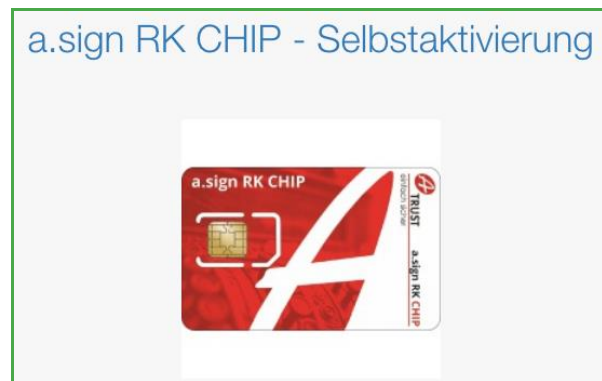 a.sign RK CHIP - Selbstaktivierung
a.sign RK CHIP
A
TRUST
einfach sicher
a.sign RK CHIP